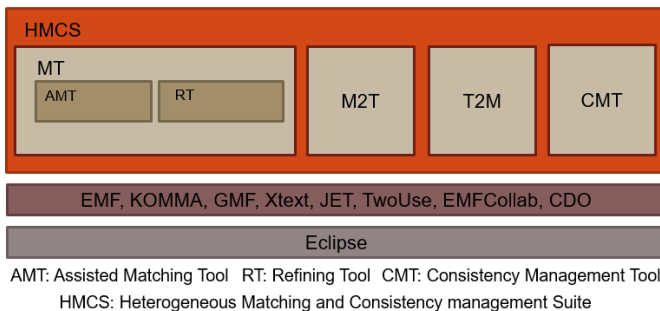 HMCS
MT
AMT
RT
M2T
T2M
CMT
EMF, KOMMA, GMF, Xtext, JET, TwoUse, EMFCollab, CDO
Eclipse
AMT: Assisted Matching Tool RT: Refining Tool CMT: Consistency Management Tool
HMCS: Heterogeneous Matching and Consistency management Suite